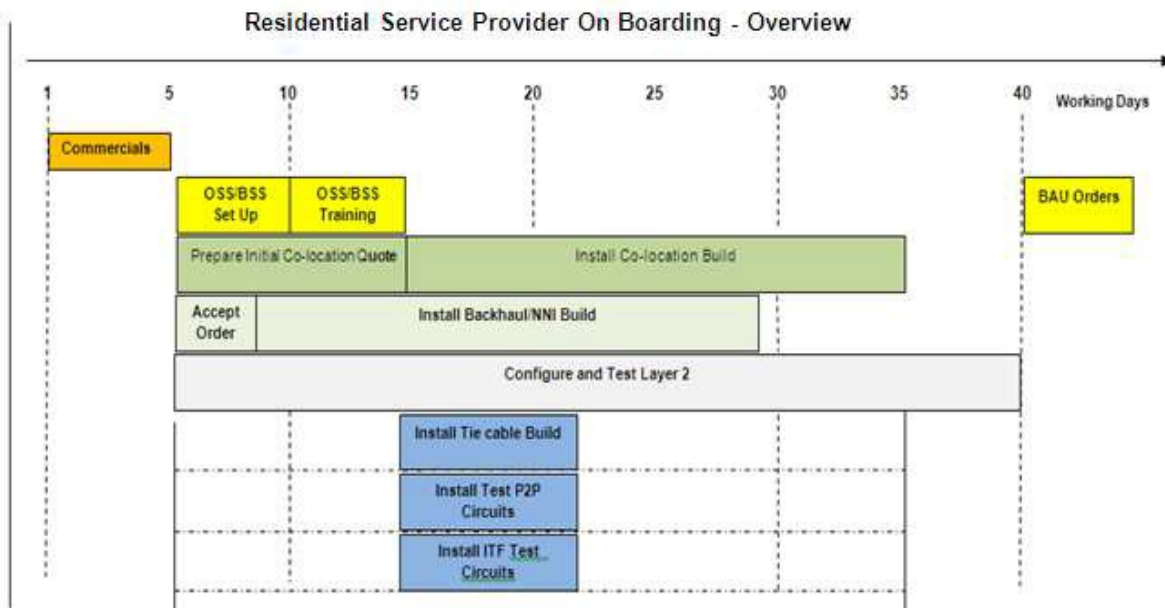 Residential Service Provider On Boarding - Overview
1 5 10 15 20 25 30 35 40 Working Days
Commercials
OSS/BSS
Set Up
OSS/BSS
Training
BAU Orders
Prepare Initial Co-location Quote
Install Co-location Build
Accept
Order
Install Backhaul/NNI Build
Configure and Test Layer 2
Install Tie cable Build
Install Test P2P
Circuits
Install ITF Test
Circuits